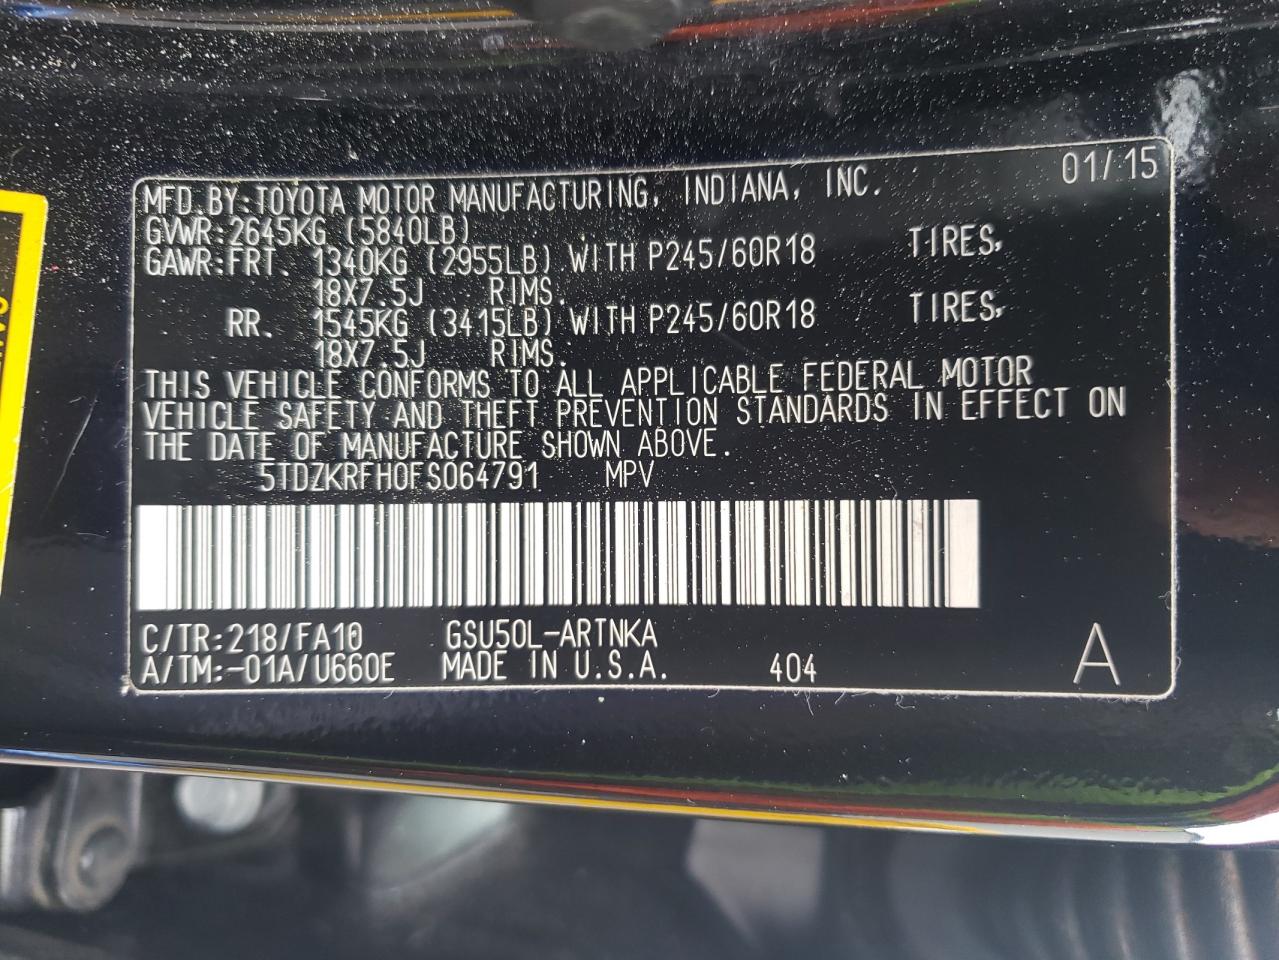 01/15
MFD.BY:TOYOTA MOTOR MANUFACTURING, INDIANA, INC.
GVWR:2645KG (5840LB)
GAWR:FRT. 1340KG (2955LB) WITH P245/60R18 TIRES,
18X7.5J RIMS.
RR. 1545KG (3415LB) WITH P245/60R18 TIRES,
18X7.5J RIMS.
THIS VEHICLE CONFORMS TO ALL APPLICABLE FEDERAL MOTOR
VEHICLE SAFETY AND THEFT PREVENTION STANDARDS IN EFFECT ON
THE DATE OF MANUFACTURE SHOWN ABOVE.
5TDZKRFH0FS064791 MPV
C/TR:218/FA10 GSU50L-ARTNKA
A/TM:-01A/U660E MADE IN U.S.A. 404 A